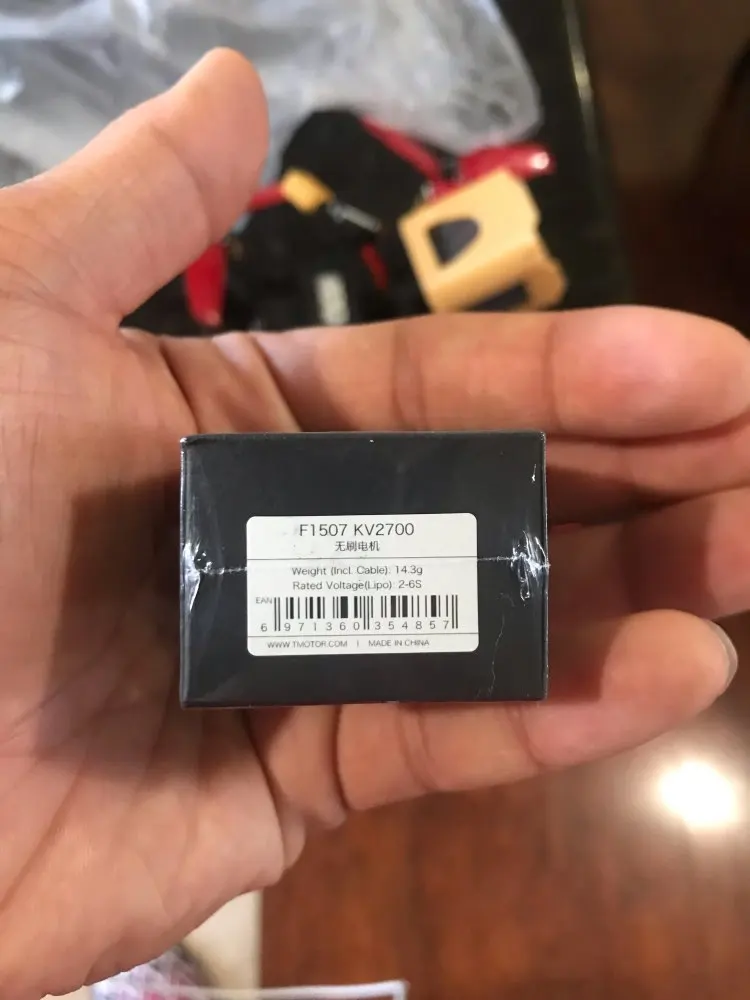 F1507 KV2700
无刷电机
Weight (Incl. Cable): 14.3g
Rated Voltage(Lipo): 2-6S
EAN
6 971360 354857
WWW.TMOTOR.COM | MADE IN CHINA